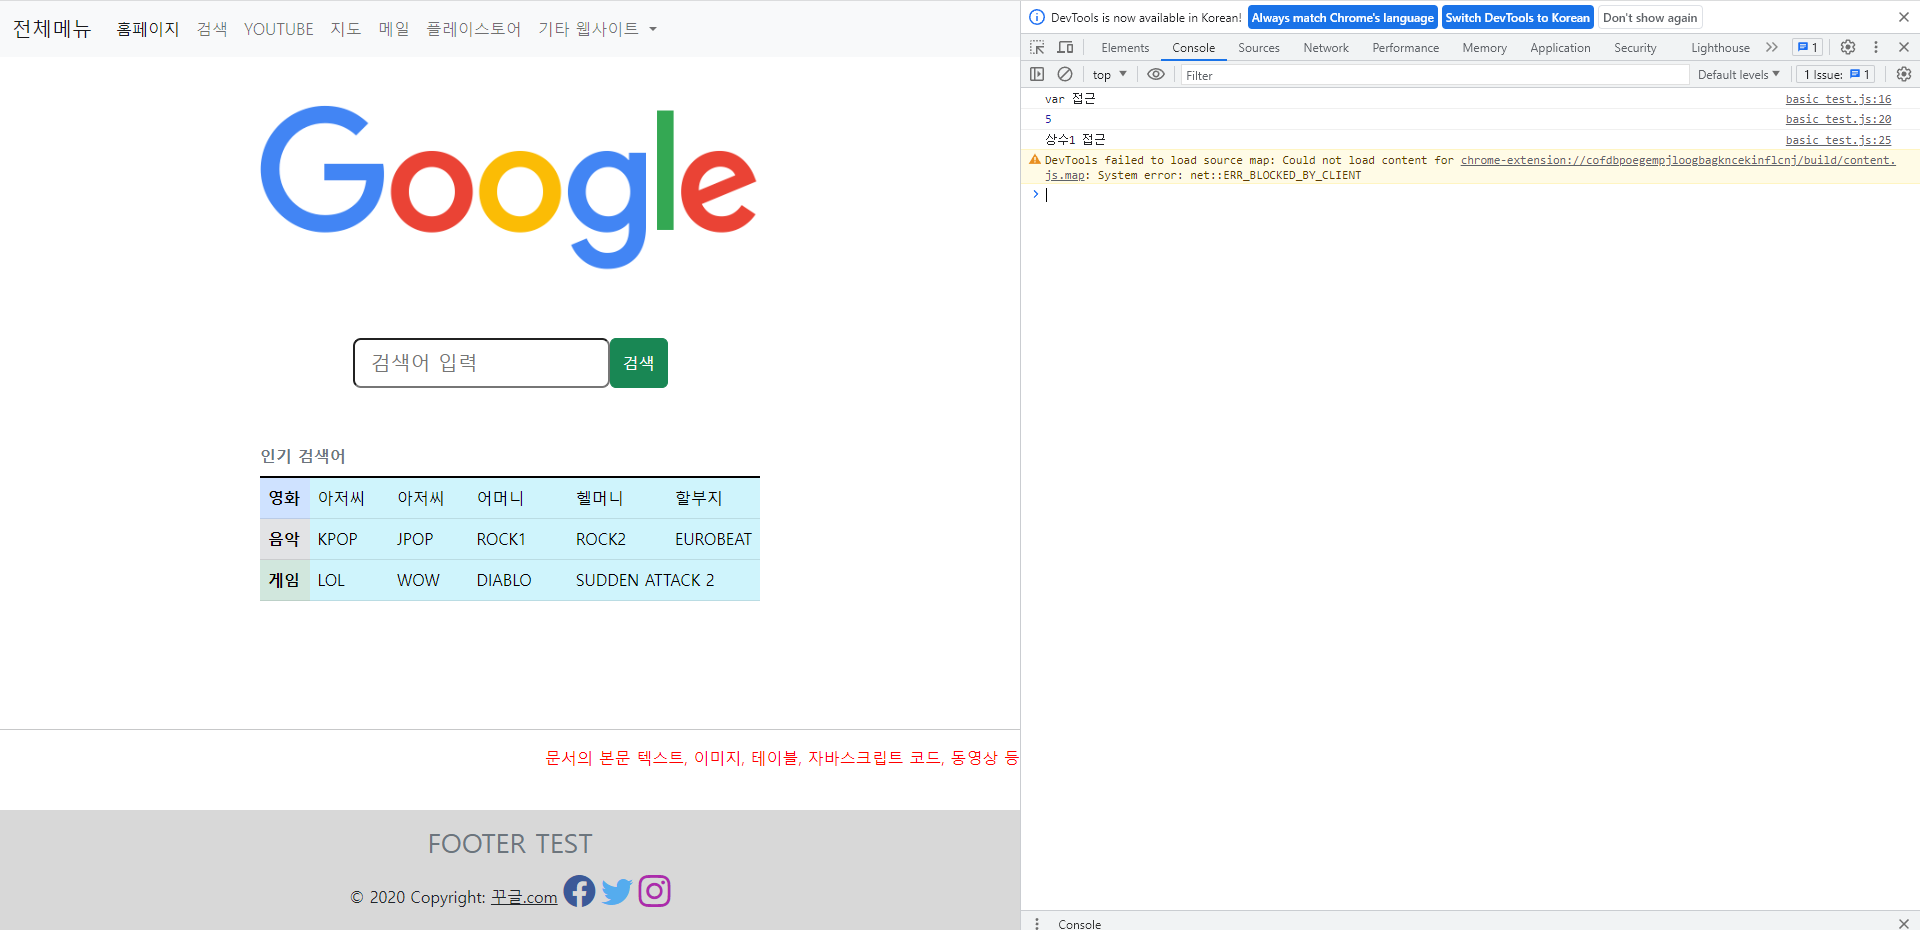 전체메뉴 홈페이지 검색 YOUTUBE 지도 메일 플레이스토어 기타 웹사이트
Google
검색어 입력 검색
인기 검색어
영화 아저씨 아저씨 어머니 헬머니 할부지
음악 KPOP JPOP ROCK1 ROCK2 EUROBEAT
게임 LOL WOW DIABLO SUDDEN ATTACK 2
문서의 본문 텍스트, 이미지, 테이블, 자바스크립트 코드, 동영상 등
FOOTER TEST
© 2020 Copyright: 꾸글.com
DevTools is now available in Korean! Always match Chrome's language Switch DevTools to Korean Don't show again
Elements Console Sources Network Performance Memory Application Security Lighthouse 1
top Filter Default levels 1 Issue: 1
var 접근 basic test.js:16
5 basic test.js:20
상수1 접근 basic test.js:25
DevTools failed to load source map: Could not load content for chrome-extension://cofdbpoegempjloogbagkncekinflcnj/build/content.
js.map: System error: net::ERR_BLOCKED_BY_CLIENT
Console